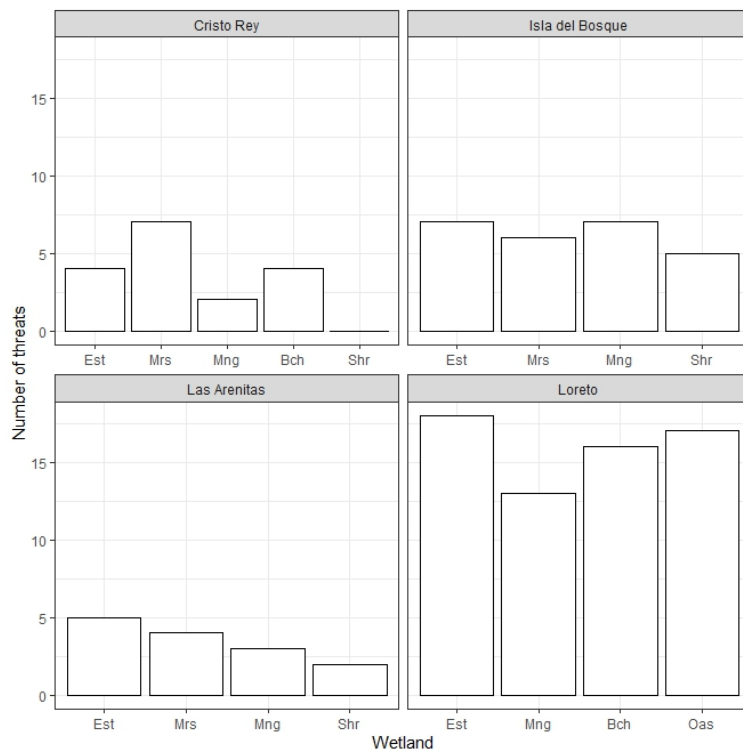 Cristo Rey
Isla del Bosque
15
10
5
0
Est Mrs Mng Bch Shr
Est Mrs Mng Shr
Number of threats
Las Arenitas
Loreto
15
10
5
0
Est Mrs Mng Shr
Est Mng Bch Oas
Wetland